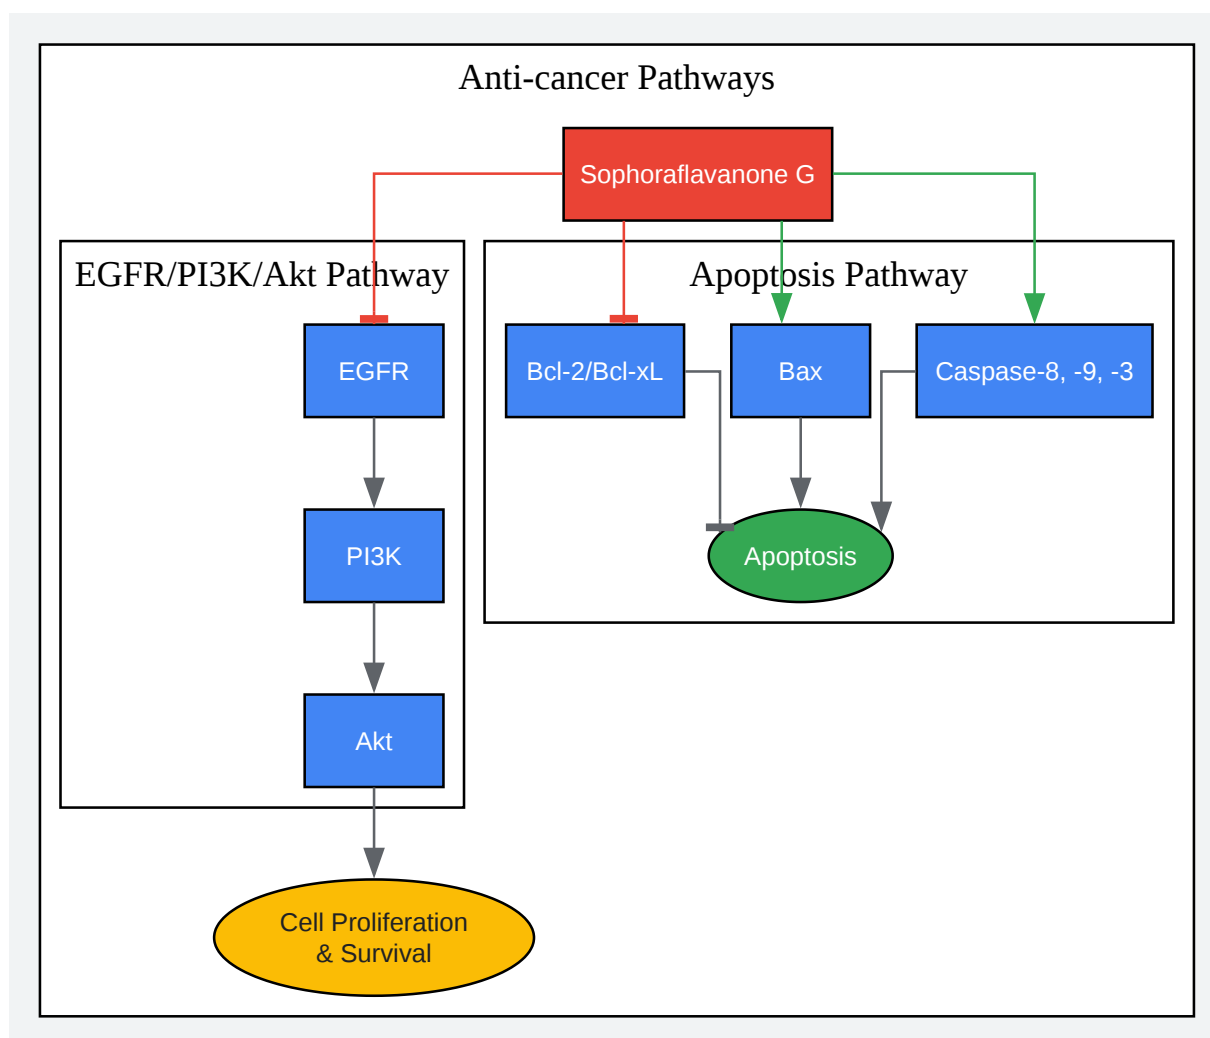 Anti-cancer Pathways
Sophoraflavanone G
EGFR/PI3K/Akt Pathway
Apoptosis Pathway
EGFR
Bcl-2/Bcl-xL
Bax
Caspase-8, -9, -3
PI3K
Apoptosis
Akt
Cell Proliferation
& Survival